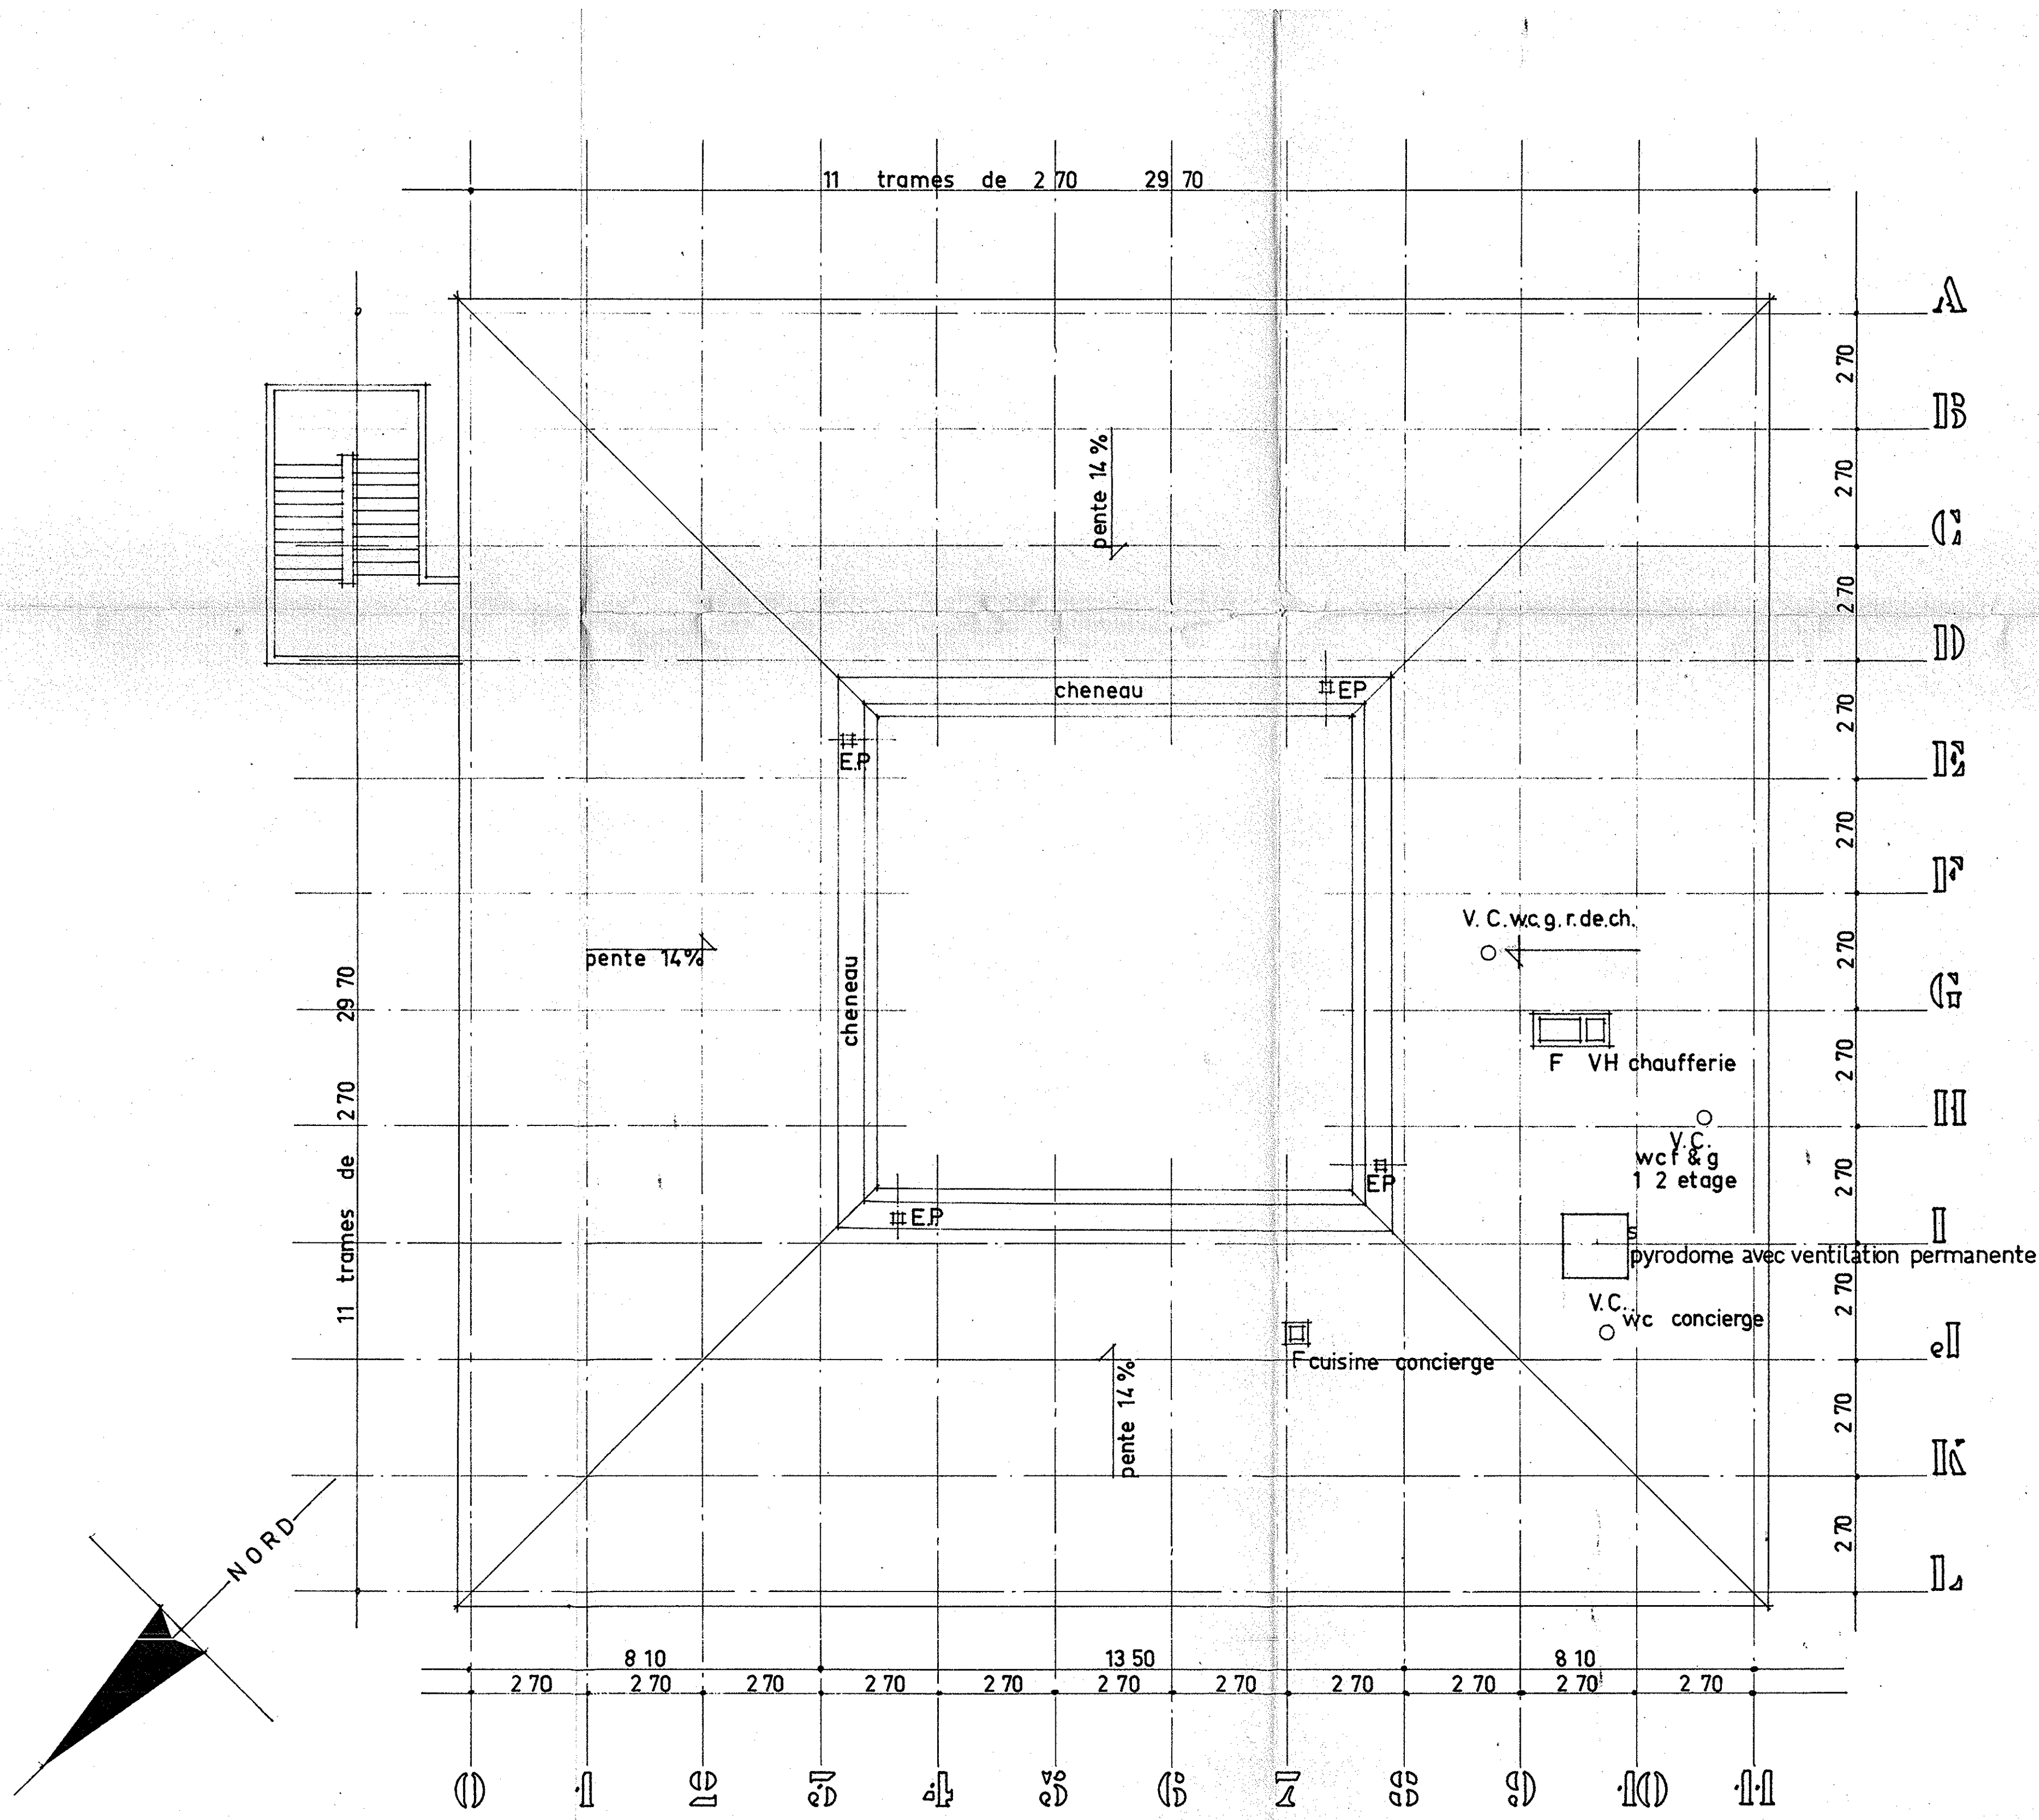 11 trames de 2 70 29 70
A
2 70
B
pente 14 %
2 70
C
2 70
D
cheneau
EP
2 70
E.P
E
2 70
F
V. C. w.c. g. r. de. ch.
2 70
pente 14%
cheneau
11 trames de 2 70 29 70
G
F VH chaufferie
2 70
H
V. C.
wc f & g
1 2 etage
2 70
EP
E.P
I
s
pyrodome avec ventilation permanente
2 70
V.C.
wc concierge
J
F cuisine concierge
pente 14 %
2 70
K
NORD
2 70
L
8 10 13 50 8 10
2 70 2 70 2 70 2 70 2 70 2 70 2 70 2 70 2 70 2 70 2 70
0 1 2 3 4 5 6 7 8 9 10 11